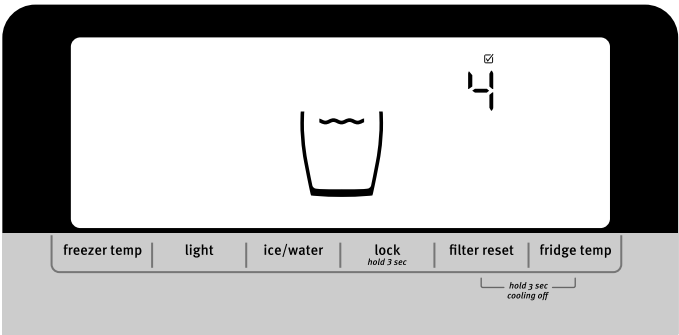 4
freezer temp light ice/water lock filter reset fridge temp
hold 3 sec
hold 3 sec
cooling off